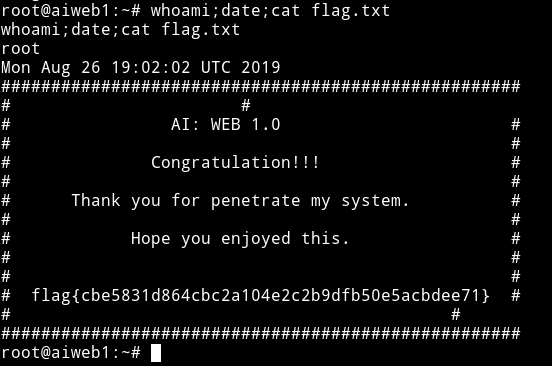 root@aiweb1:~# whoami;date;cat flag.txt
whoami;date;cat flag.txt
root
Mon Aug 26 19:02:02 UTC 2019
####################################################
#                       #
#                AI: WEB 1.0                       #
#                                                  #
#              Congratulation!!!                   #
#                                                  #
#      Thank you for penetrate my system.          #
#                                                  #
#            Hope you enjoyed this.                #
#                                                  #
#                                                  #
#  flag{cbe5831d864cbc2a104e2c2b9dfb50e5acbdee71}  #
#                                            #
####################################################
root@aiweb1:~#